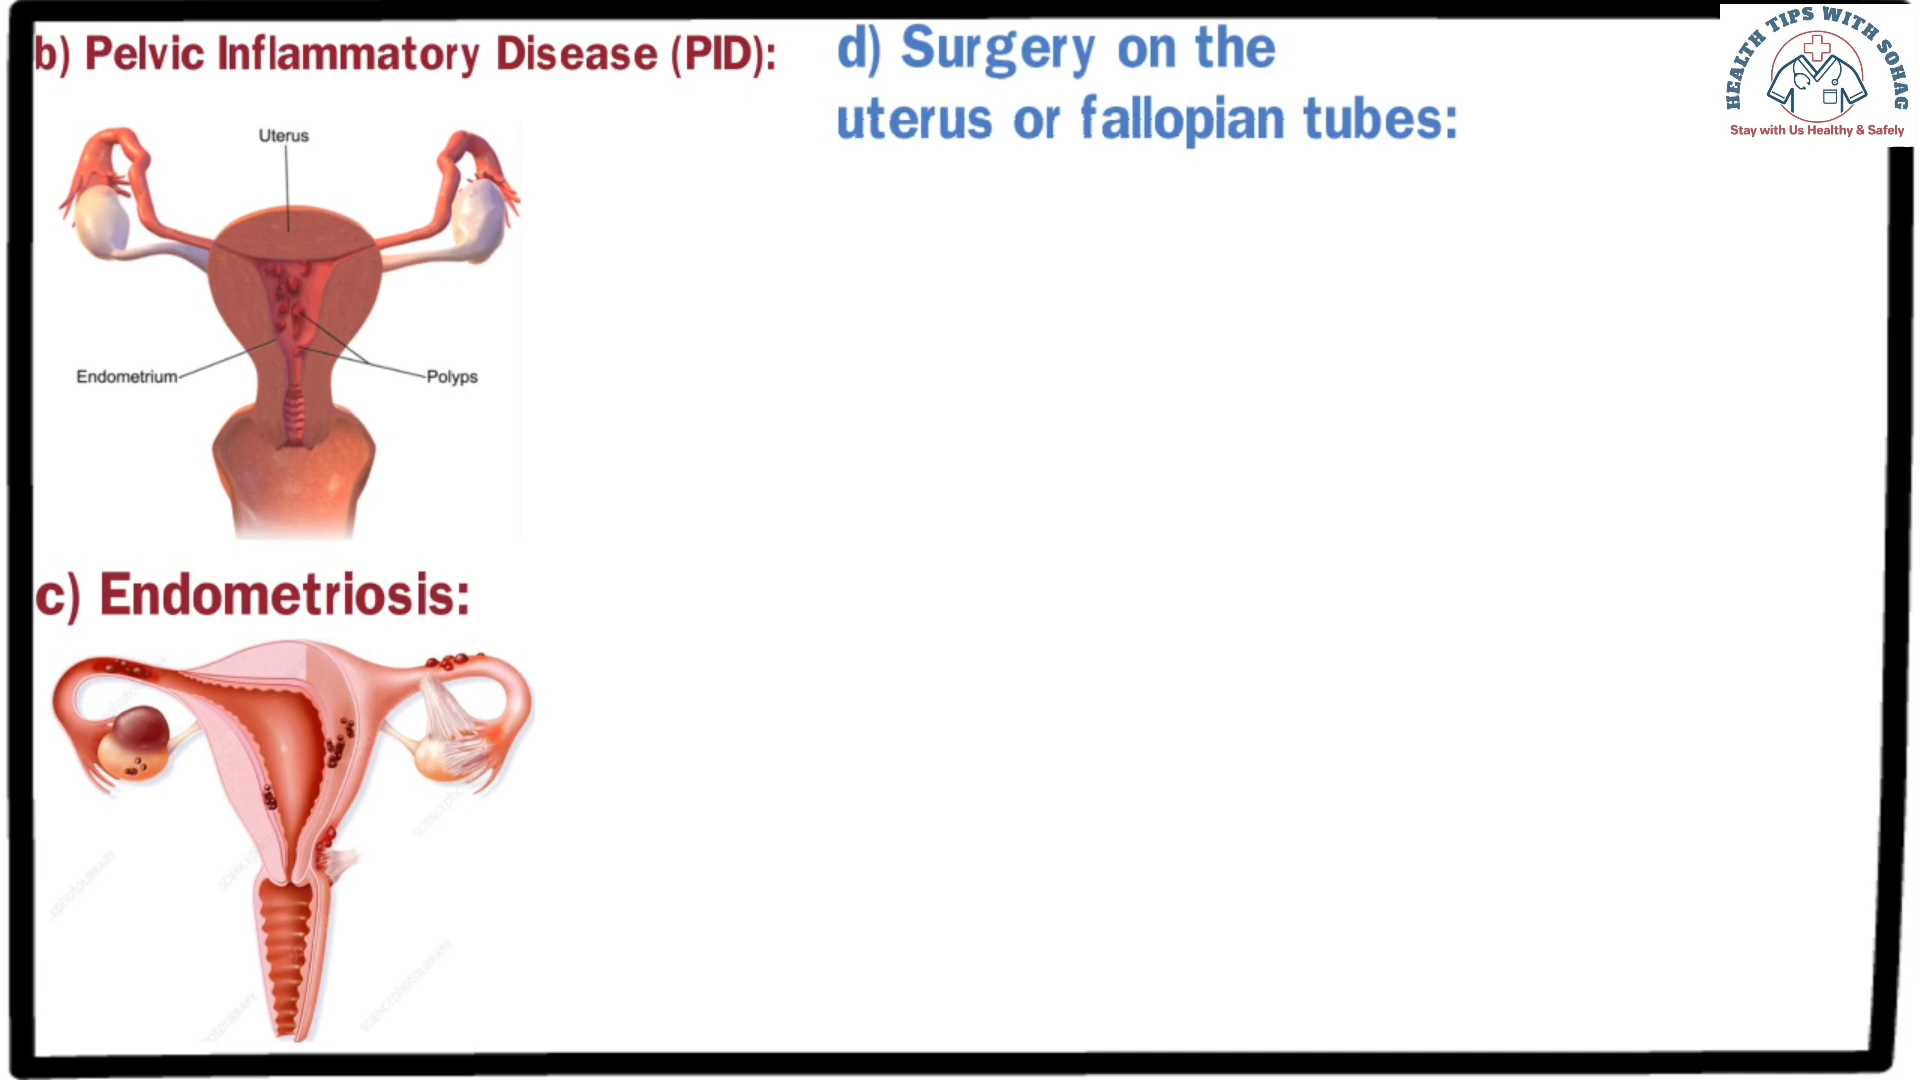 b) Pelvic Inflammatory Disease (PID):
Uterus
Endometrium
Polyps
c) Endometriosis:
d) Surgery on the
uterus or fallopian tubes:
HEALTH TIPS WITH SOHAG
Stay with Us Healthy & Safely